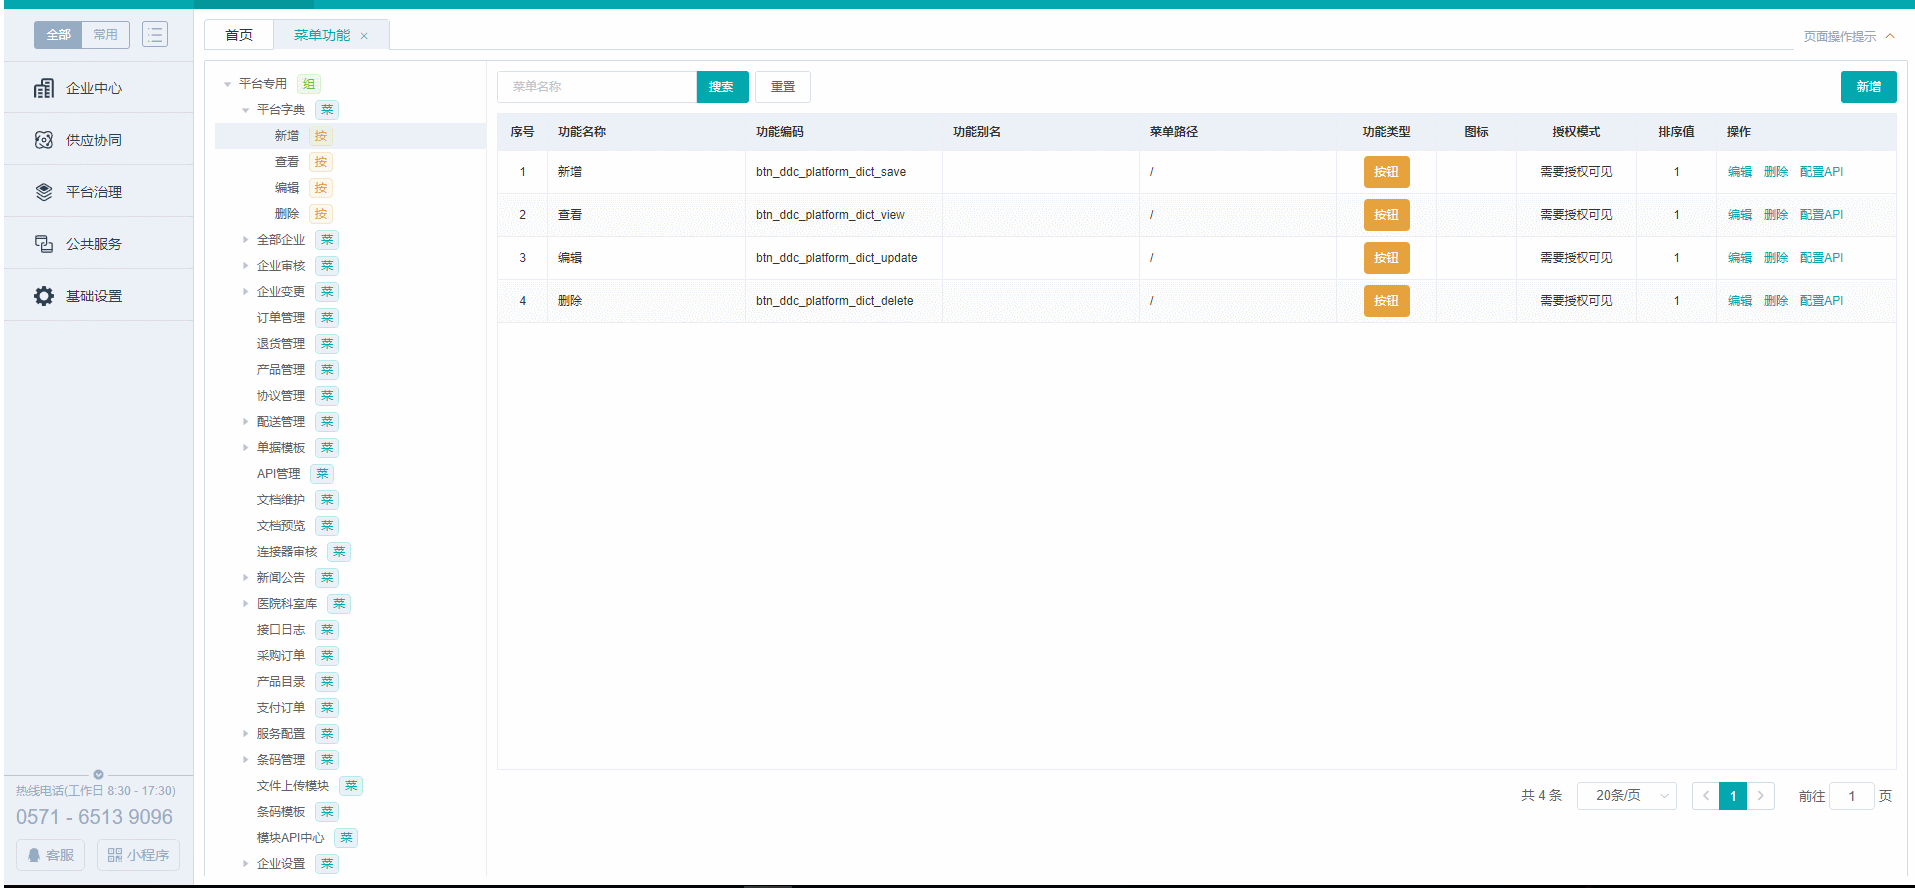 全部 常用
企业中心
供应协同
平台治理
公共服务
基础设置
热线电话(工作日 8:30 - 17:30)
0571 - 6513 9096
客服 小程序
首页 菜单功能 ×
页面操作提示
平台专用 组
平台字典 菜
新增 按
查看 按
编辑 按
删除 按
全部企业 菜
企业审核 菜
企业变更 菜
订单管理 菜
退货管理 菜
产品管理 菜
协议管理 菜
配送管理 菜
单据模板 菜
API管理 菜
文档维护 菜
文档预览 菜
连接器审核 菜
新闻公告 菜
医院科室库 菜
接口日志 菜
采购订单 菜
产品目录 菜
支付订单 菜
服务配置 菜
条码管理 菜
文件上传模块 菜
条码模板 菜
模块API中心 菜
企业设置 菜
菜单名称 搜索 重置 新增
序号 功能名称 功能编码 功能别名 菜单路径 功能类型 图标 授权模式 排序值 操作
1 新增 btn_ddc_platform_dict_save / 按钮 需要授权可见 1 编辑 删除 配置API
2 查看 btn_ddc_platform_dict_view / 按钮 需要授权可见 1 编辑 删除 配置API
3 编辑 btn_ddc_platform_dict_update / 按钮 需要授权可见 1 编辑 删除 配置API
4 删除 btn_ddc_platform_dict_delete / 按钮 需要授权可见 1 编辑 删除 配置API
共 4 条 20条/页 1 前往 1 页